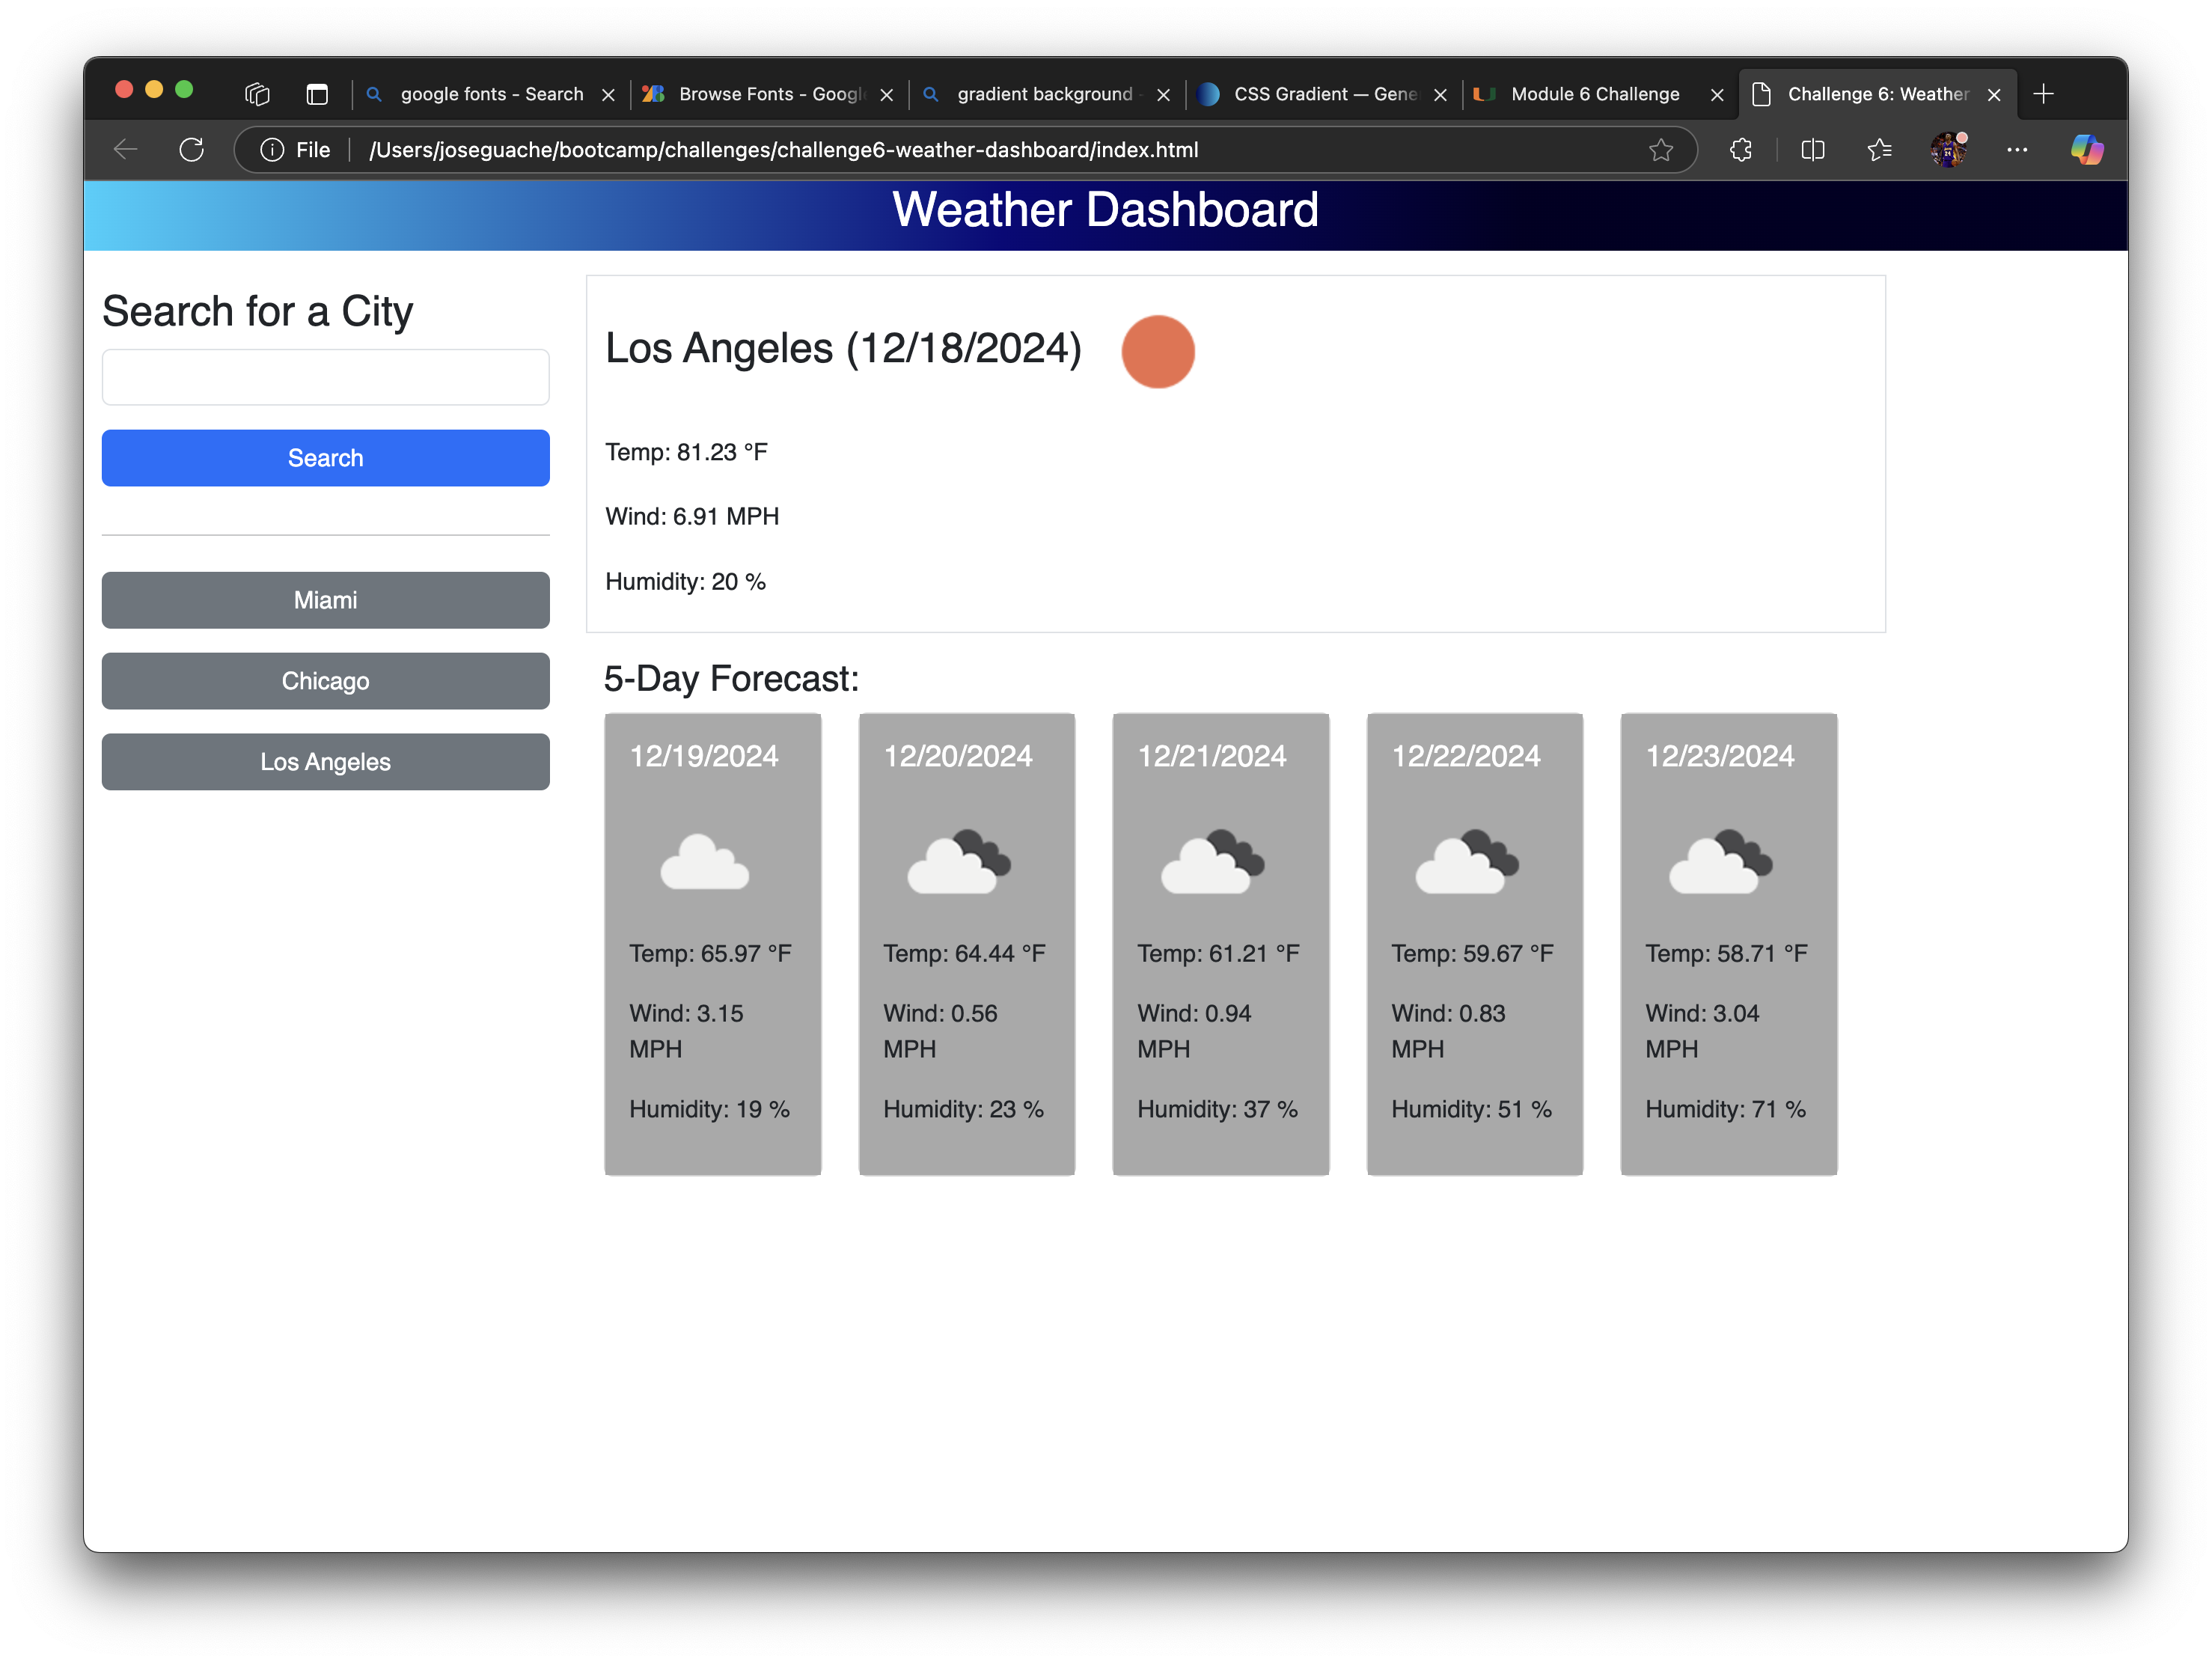 google fonts - Search
Browse Fonts - Googl
gradient background -
CSS Gradient — Gene
Module 6 Challenge
Challenge 6: Weather
File
/Users/joseguache/bootcamp/challenges/challenge6-weather-dashboard/index.html
Weather Dashboard
Search for a City
Search
Miami
Chicago
Los Angeles
Los Angeles (12/18/2024)
Temp: 81.23 °F
Wind: 6.91 MPH
Humidity: 20 %
5-Day Forecast:
12/19/2024
Temp: 65.97 °F
Wind: 3.15
MPH
Humidity: 19 %
12/20/2024
Temp: 64.44 °F
Wind: 0.56
MPH
Humidity: 23 %
12/21/2024
Temp: 61.21 °F
Wind: 0.94
MPH
Humidity: 37 %
12/22/2024
Temp: 59.67 °F
Wind: 0.83
MPH
Humidity: 51 %
12/23/2024
Temp: 58.71 °F
Wind: 3.04
MPH
Humidity: 71 %